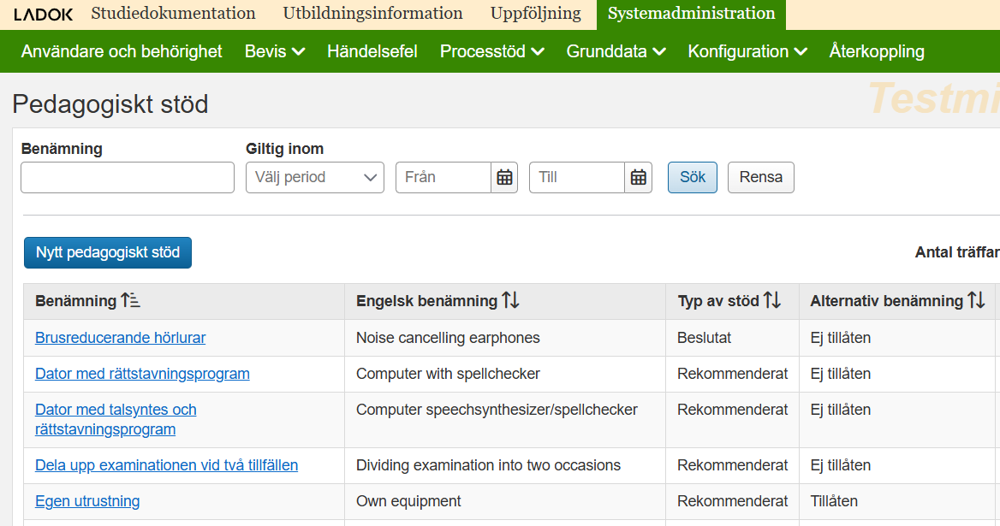 LADOK Studiedokumentation Utbildningsinformation Uppföljning Systemadministration
Användare och behörighet Bevis Händelsefel Processtöd Grunddata Konfiguration Återkoppling
Pedagogiskt stöd
Testmi
Benämning Giltig inom
Välj period Från Till Sök Rensa
Nytt pedagogiskt stöd Antal träffar
Benämning Engelsk benämning Typ av stöd Alternativ benämning
Brusreducerande hörlurar Noise cancelling earphones Beslutat Ej tillåten
Dator med rättstavningsprogram Computer with spellchecker Rekommenderat Ej tillåten
Dator med talsyntes och Computer speechsynthesizer/spellchecker Rekommenderat Ej tillåten
rättstavningsprogram
Dela upp examinationen vid två tillfällen Dividing examination into two occasions Rekommenderat Ej tillåten
Egen utrustning Own equipment Rekommenderat Tillåten